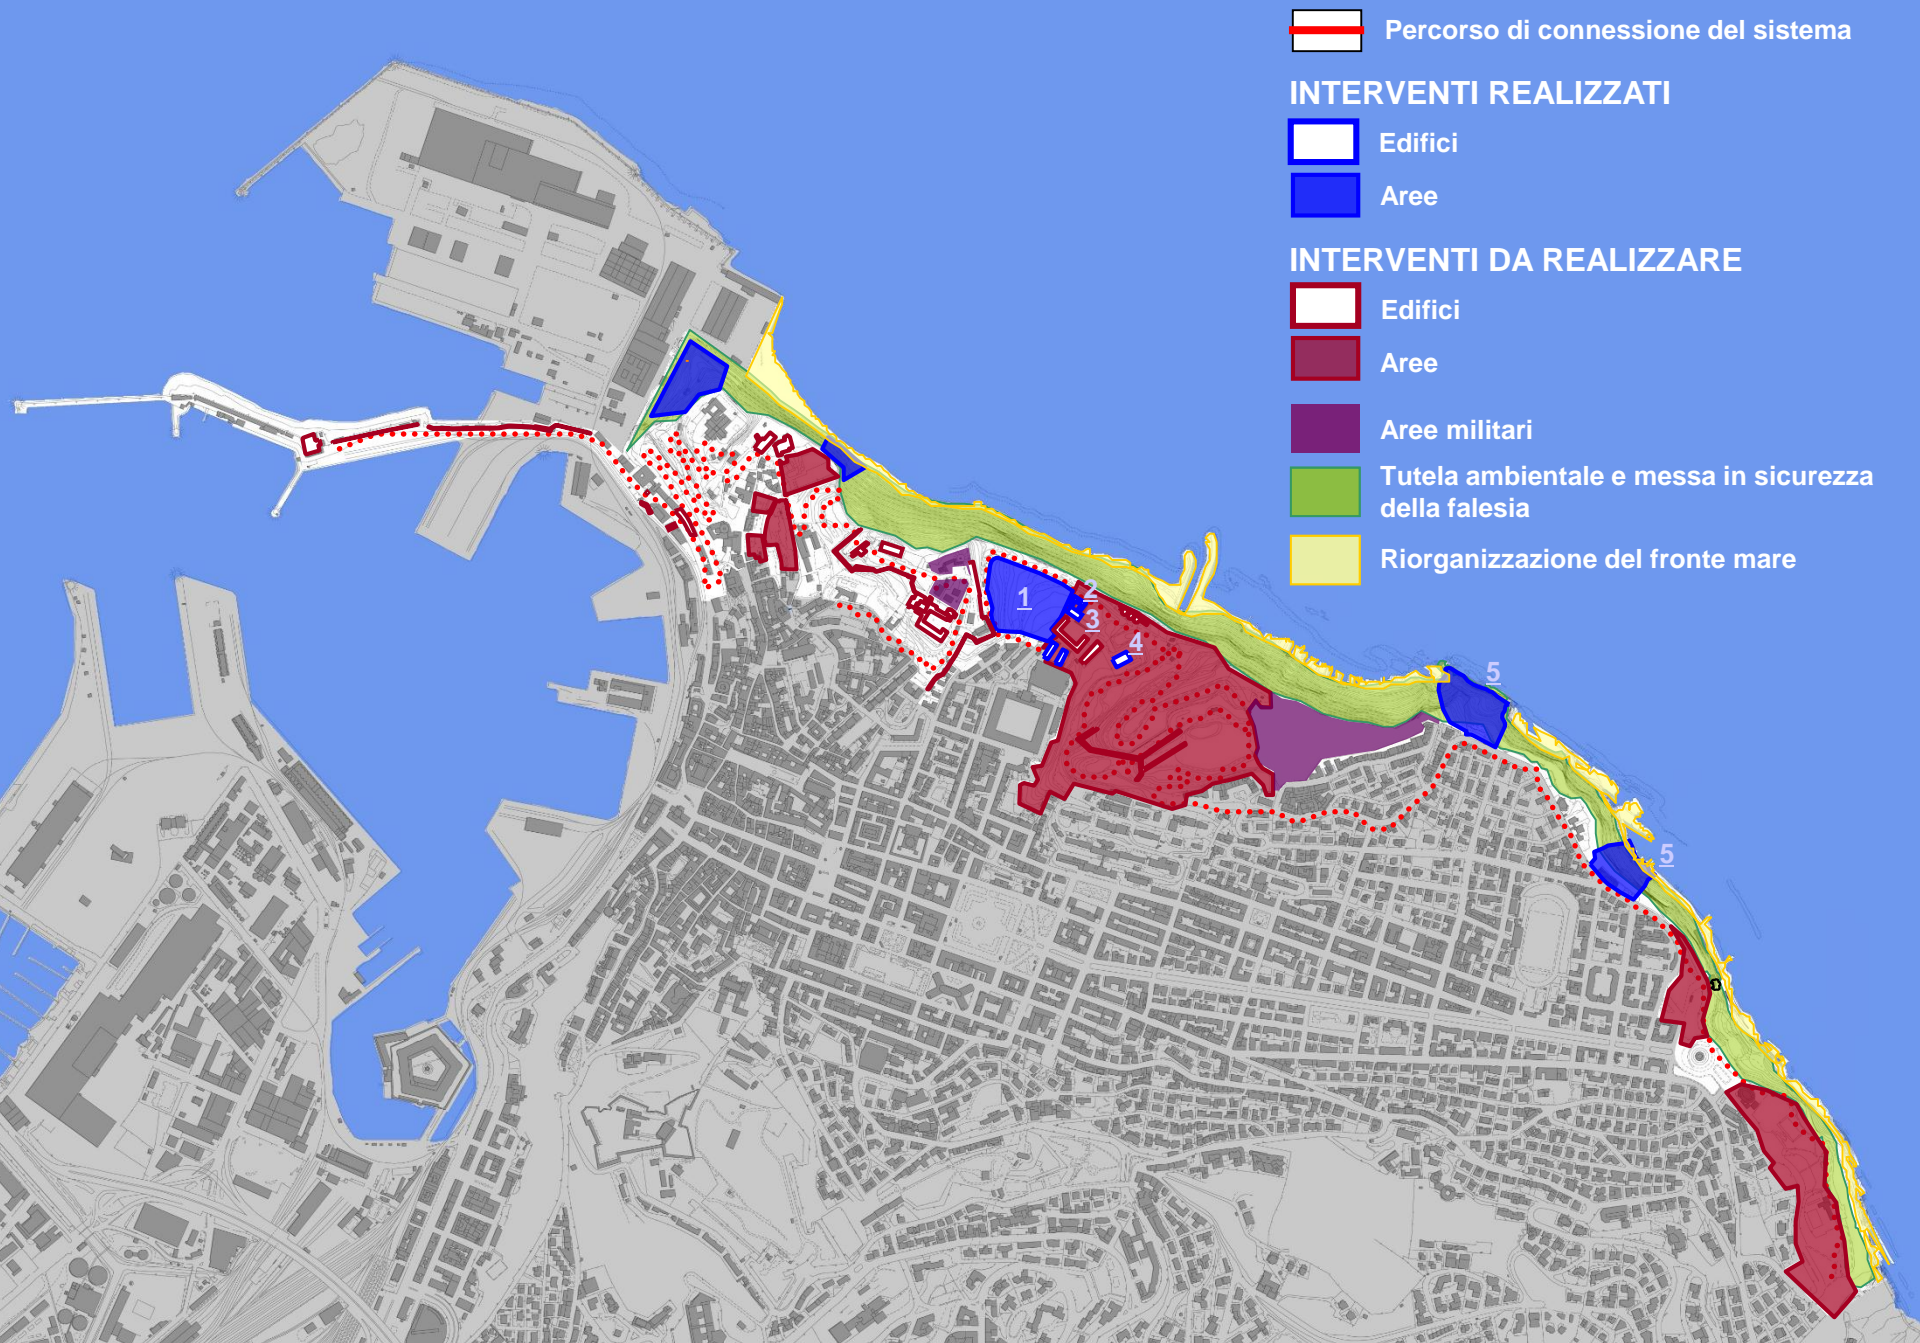 Percorso di connessione del sistema
INTERVENTI REALIZZATI
Edifici
Aree
INTERVENTI DA REALIZZARE
Edifici
Aree
Aree militari
Tutela ambientale e messa in sicurezza
della falesia
Riorganizzazione del fronte mare
1
2
3
4
5
5